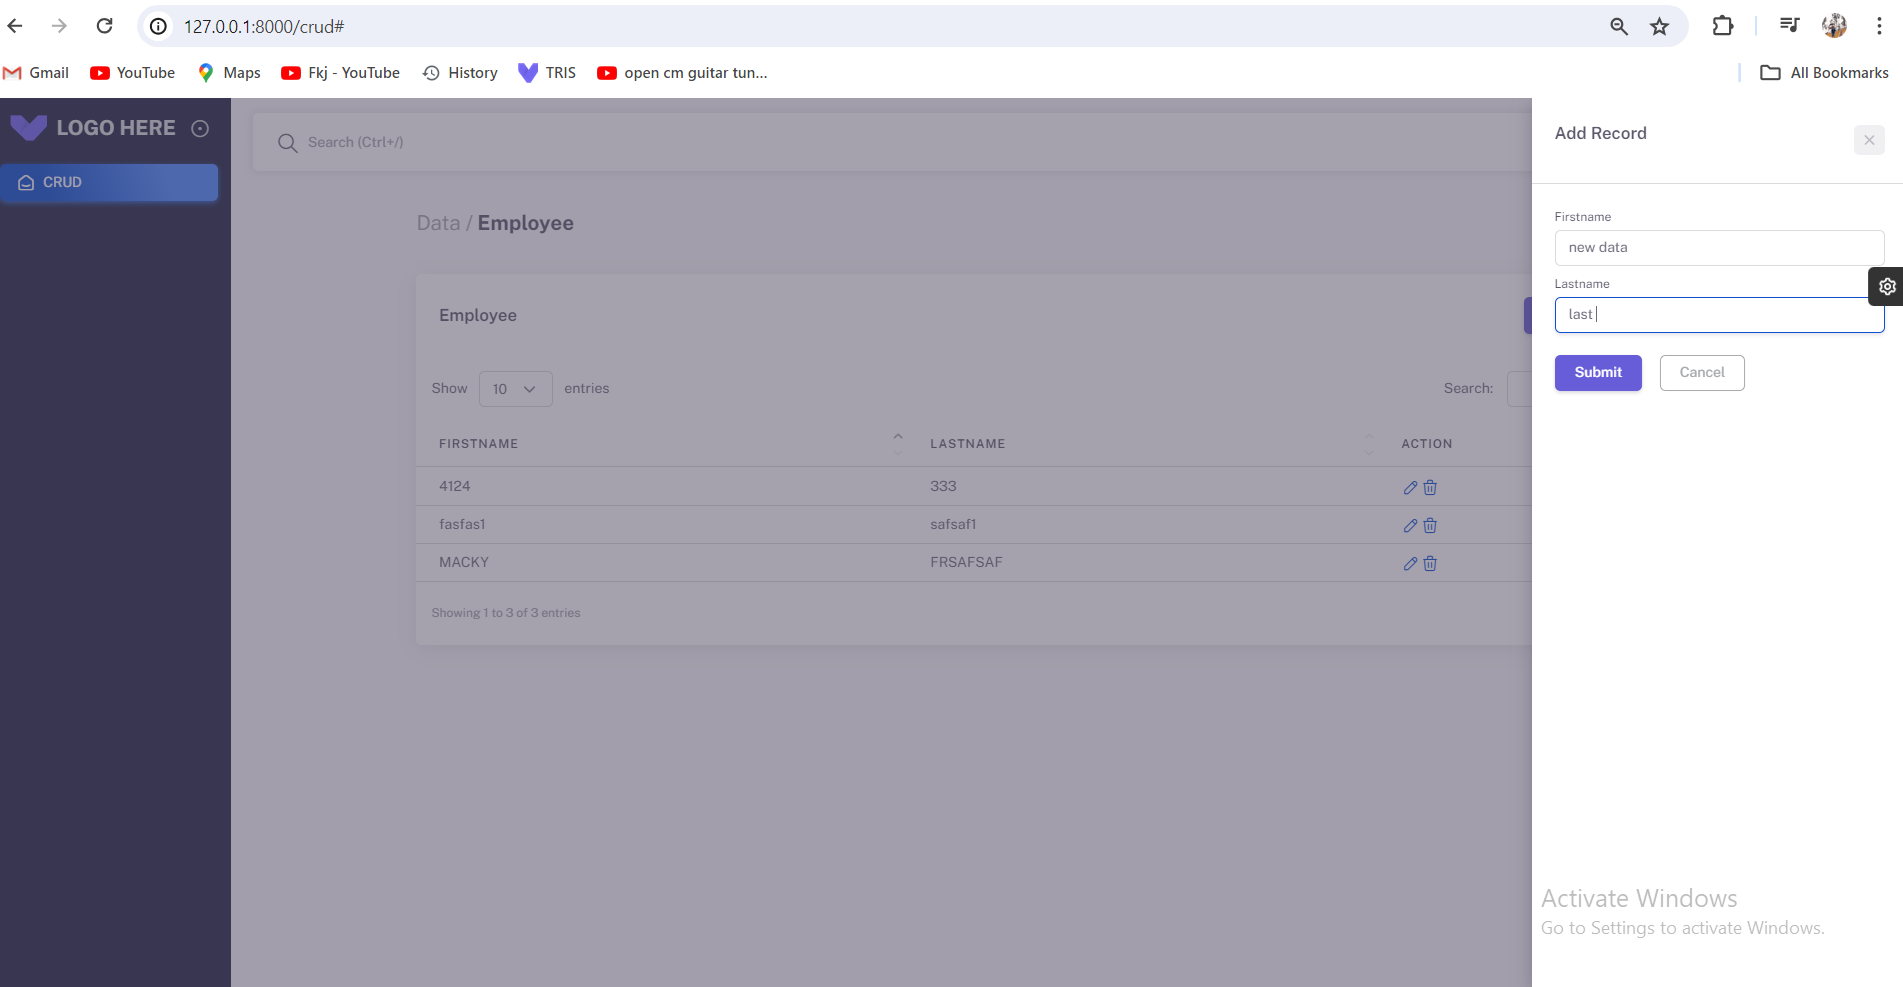 127.0.0.1:8000/crud#
Gmail YouTube Maps Fkj - YouTube History TRIS open cm guitar tun... All Bookmarks
LOGO HERE
CRUD
Search (Ctrl+/)
Data / Employee
Employee
Show 10 entries Search:
FIRSTNAME LASTNAME ACTION
4124 333
fasfas1 safsaf1
MACKY FRSAFSAF
Showing 1 to 3 of 3 entries
Add Record
Firstname
new data
Lastname
last
Submit Cancel
Activate Windows
Go to Settings to activate Windows.